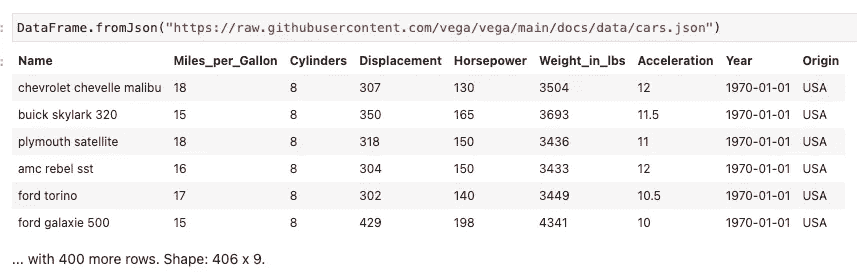 DataFrame.fromJson("https://raw.githubusercontent.com/vega/vega/main/docs/data/cars.json")
Name Miles_per_Gallon Cylinders Displacement Horsepower Weight_in_lbs Acceleration Year Origin
chevrolet chevelle malibu 18 8 307 130 3504 12 1970-01-01 USA
buick skylark 320 15 8 350 165 3693 11.5 1970-01-01 USA
plymouth satellite 18 8 318 150 3436 11 1970-01-01 USA
amc rebel sst 16 8 304 150 3433 12 1970-01-01 USA
ford torino 17 8 302 140 3449 10.5 1970-01-01 USA
ford galaxie 500 15 8 429 198 4341 10 1970-01-01 USA
... with 400 more rows. Shape: 406 x 9.